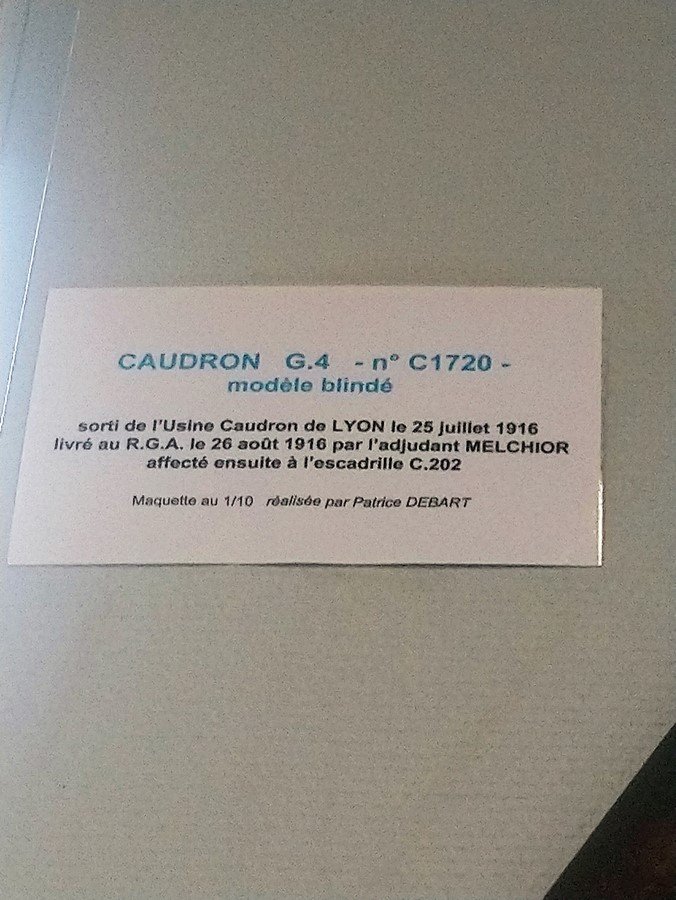 CAUDRON G.4 - n° C1720 -
modèle blindé
sorti de l'Usine Caudron de LYON le 25 juillet 1916
livré au R.G.A. le 26 août 1916 par l'adjudant MELCHIOR
affecté ensuite à l'escadrille C.202
Maquette au 1/10 réalisée par Patrice DEBART